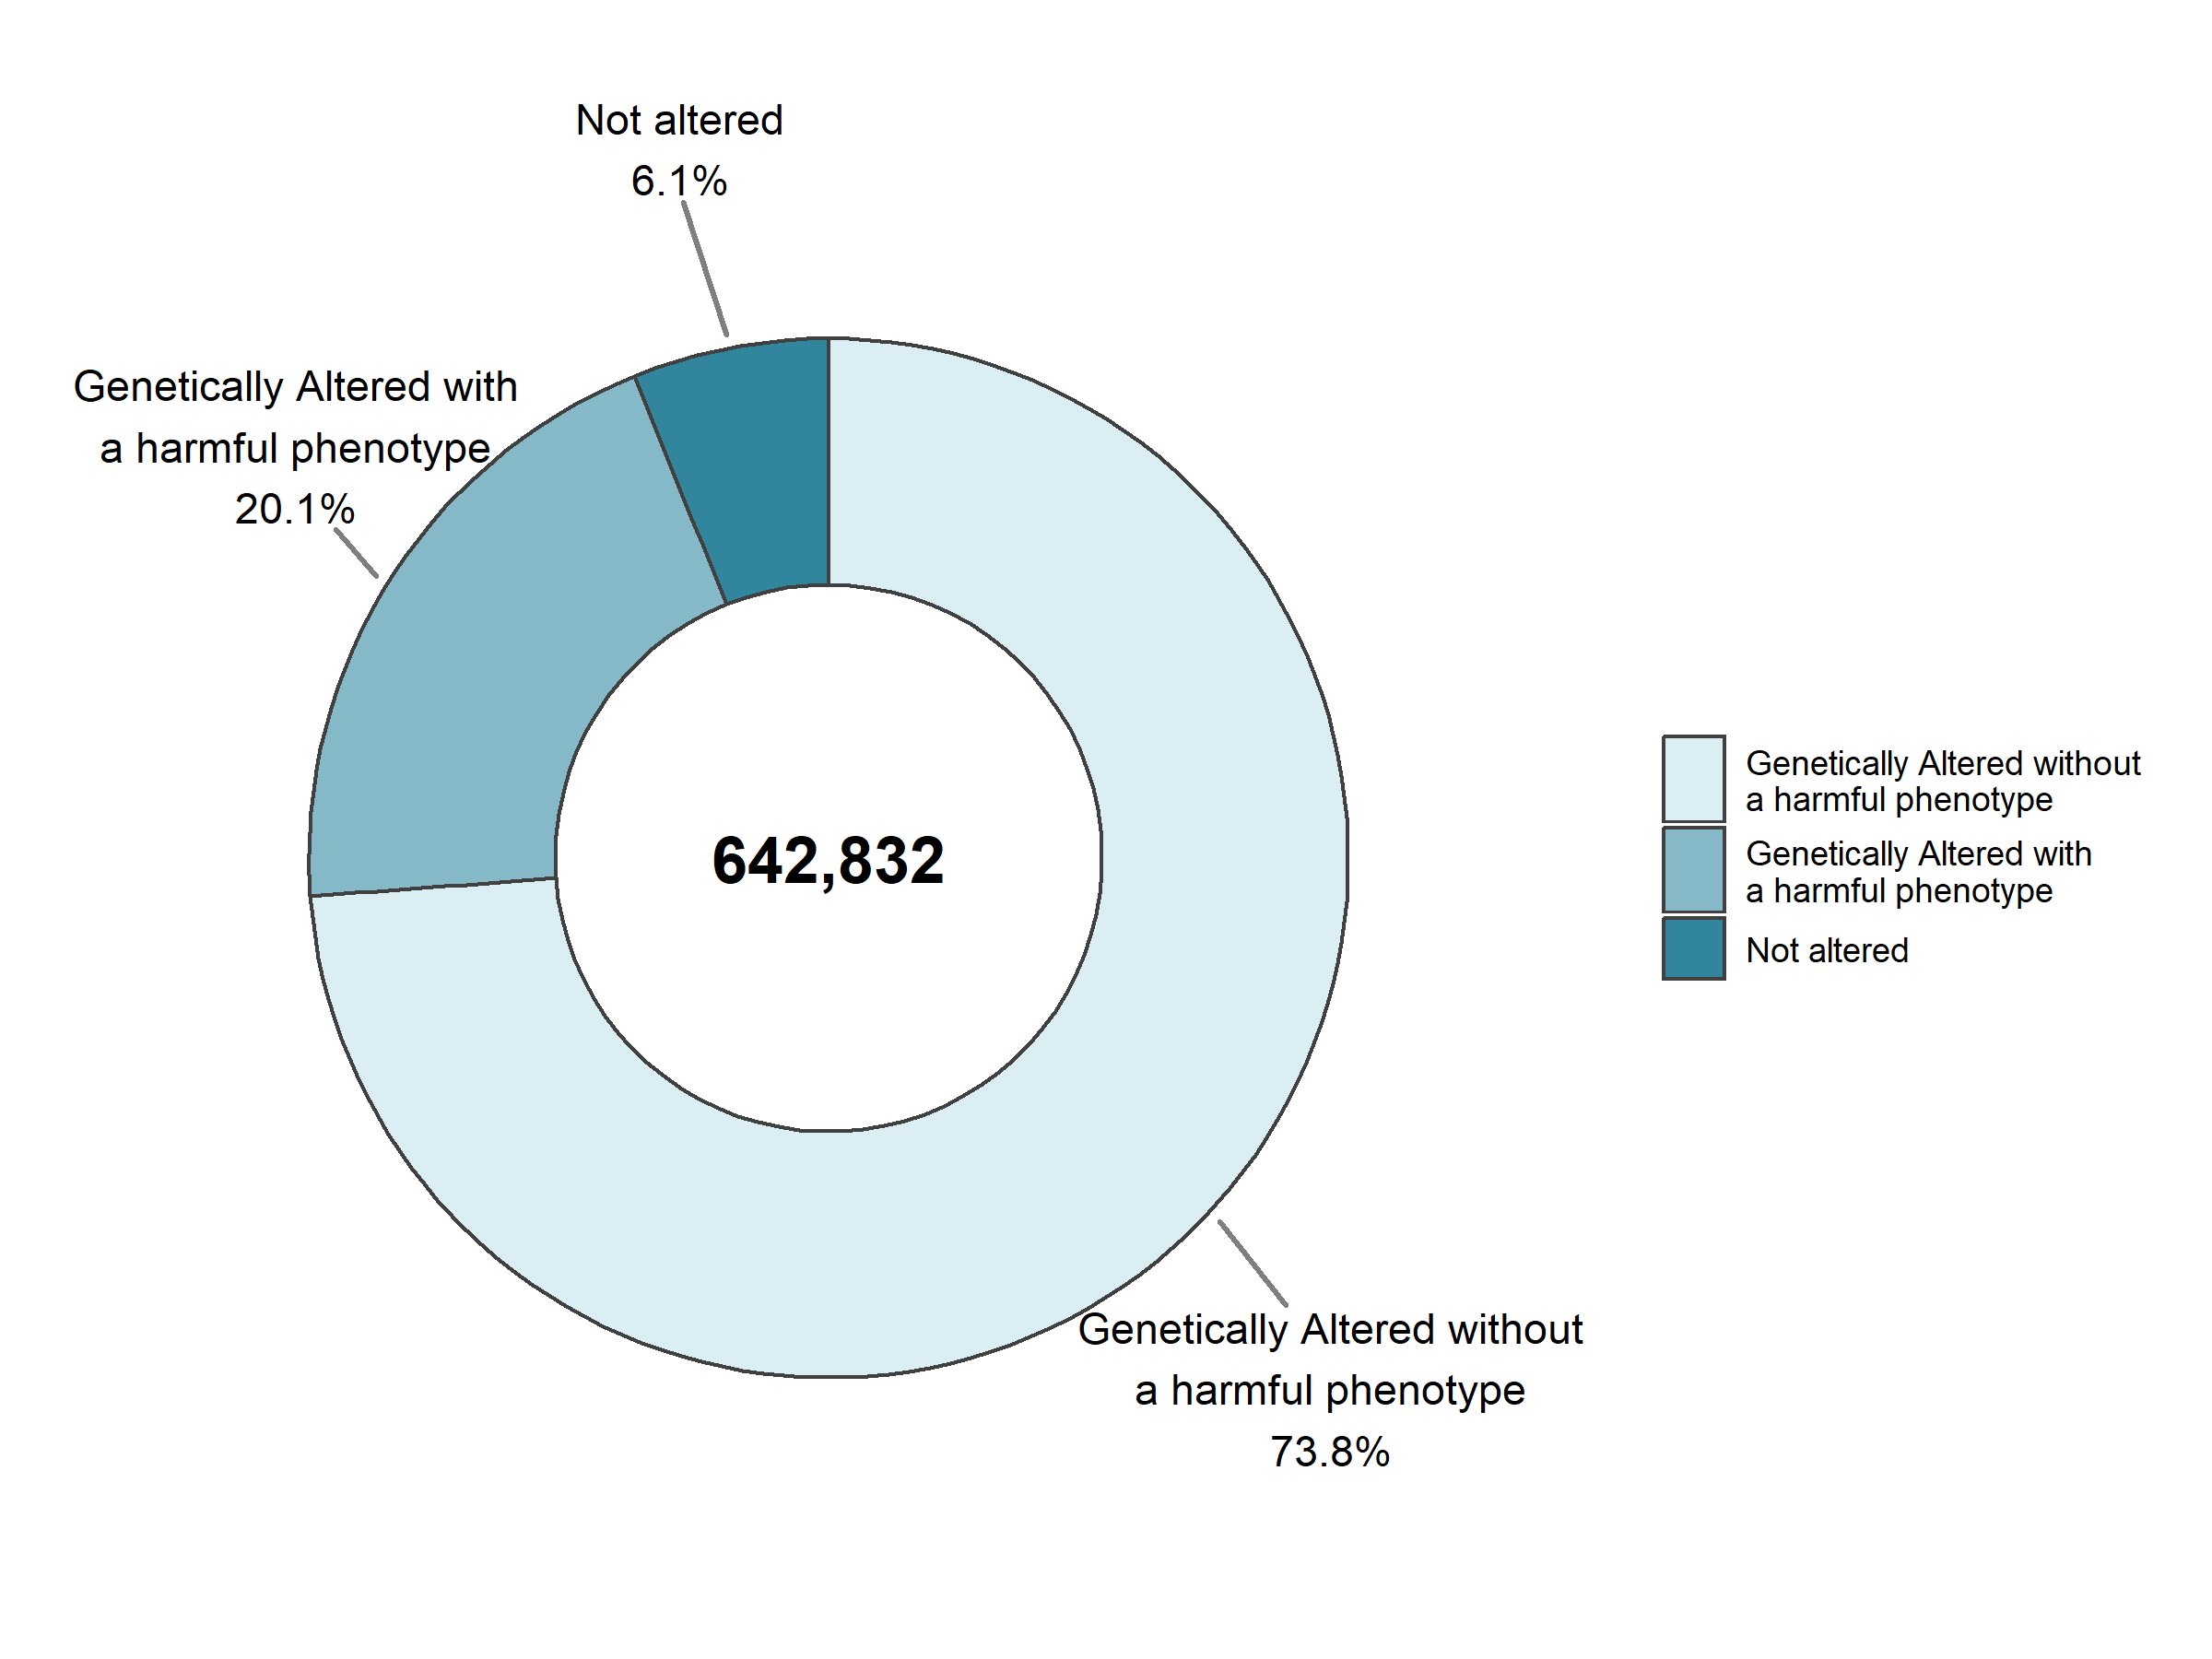 Not altered
6.1%
Genetically Altered with
a harmful phenotype
20.1%
642,832
Genetically Altered without
a harmful phenotype
73.8%
Genetically Altered without
a harmful phenotype
Genetically Altered with
a harmful phenotype
Not altered